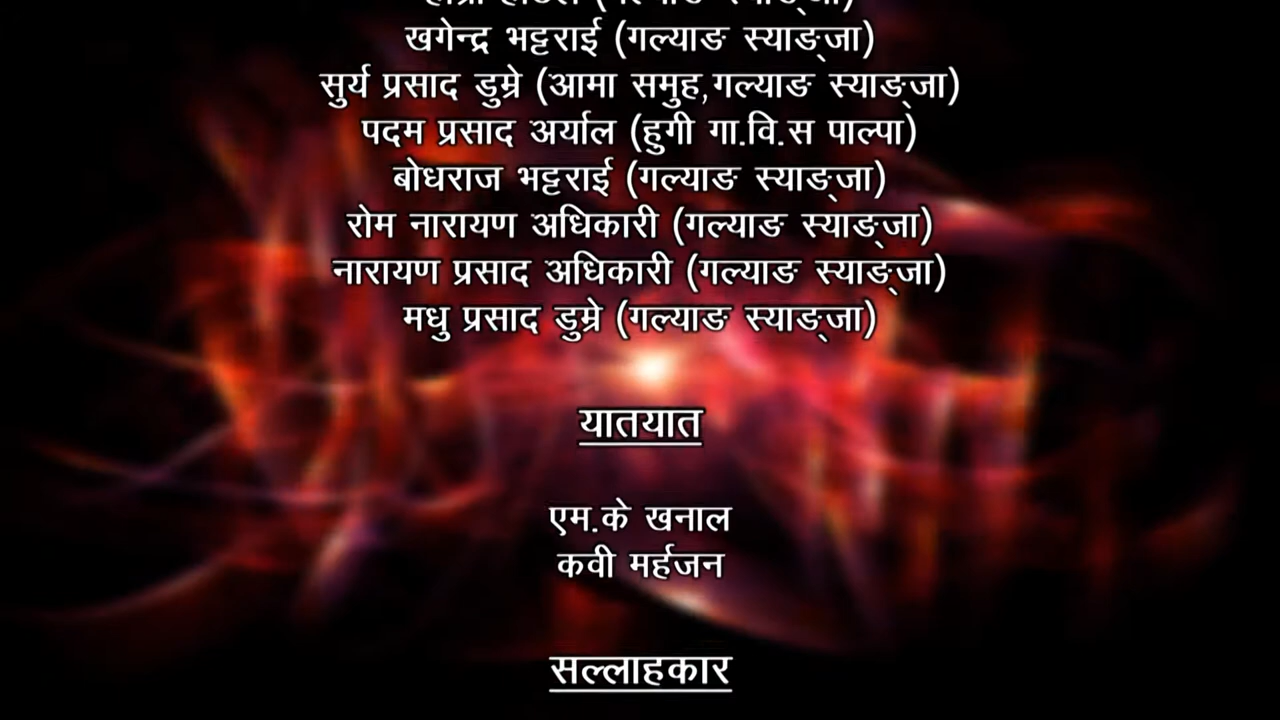 (गल्याङ स्याङ्जा)
खगेन्द्र भट्टराई (गल्याङ स्याङ्जा)
सुर्य प्रसाद डुम्रे (आमा समुह,गल्याङ स्याङ्जा)
पदम प्रसाद अर्याल (हुगी गा.वि.स पाल्पा)
बोधराज भट्टराई (गल्याङ स्याङ्जा)
रोम नारायण अधिकारी (गल्याङ स्याङ्जा)
नारायण प्रसाद अधिकारी (गल्याङ स्याङ्जा)
मधु प्रसाद डुम्रे (गल्याङ स्याङ्जा)
यातयात
एम.के खनाल
कवी मर्हजन
सल्लाहकार